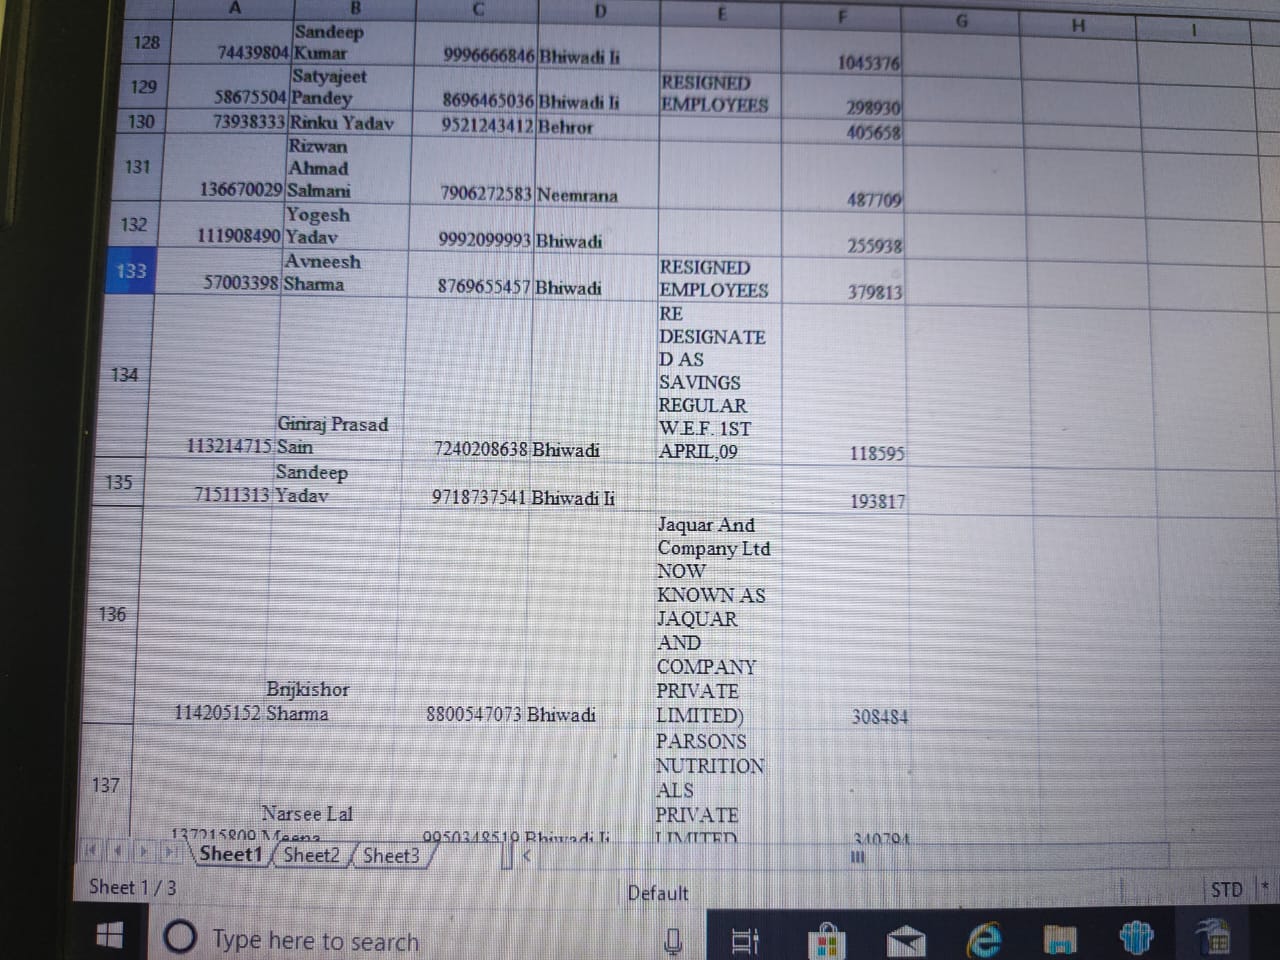 A B C D E F G H I
128 74439804 Sandeep Kumar 9996666846 Bhiwadi Ii 1045376
129 58675504 Satyajeet Pandey 8696465036 Bhiwadi Ii RESIGNED EMPLOYEES 298930
130 73938333 Rinku Yadav 9521243412 Behror 405658
131 136670029 Rizwan Ahmad Salmani 7906272583 Neemrana 487709
132 111908490 Yogesh Yadav 9992099993 Bhiwadi 255938
133 57003398 Avneesh Sharma 8769655457 Bhiwadi RESIGNED EMPLOYEES 379813
134 113214715 Giriraj Prasad Sain 7240208638 Bhiwadi RE DESIGNATE D AS SAVINGS REGULAR W.E.F. 1ST APRIL,09 118595
135 71511313 Sandeep Yadav 9718737541 Bhiwadi Ii 193817
136 114205152 Brijkishor Sharma 8800547073 Bhiwadi Jaquar And Company Ltd NOW KNOWN AS JAQUAR AND COMPANY PRIVATE LIMITED) 308484
137 Narsee Lal Meena Bhiwadi Ii PARSONS NUTRITION ALS PRIVATE LIMITED
Sheet1 Sheet2 Sheet3
Sheet 1 / 3 Default STD *
Type here to search